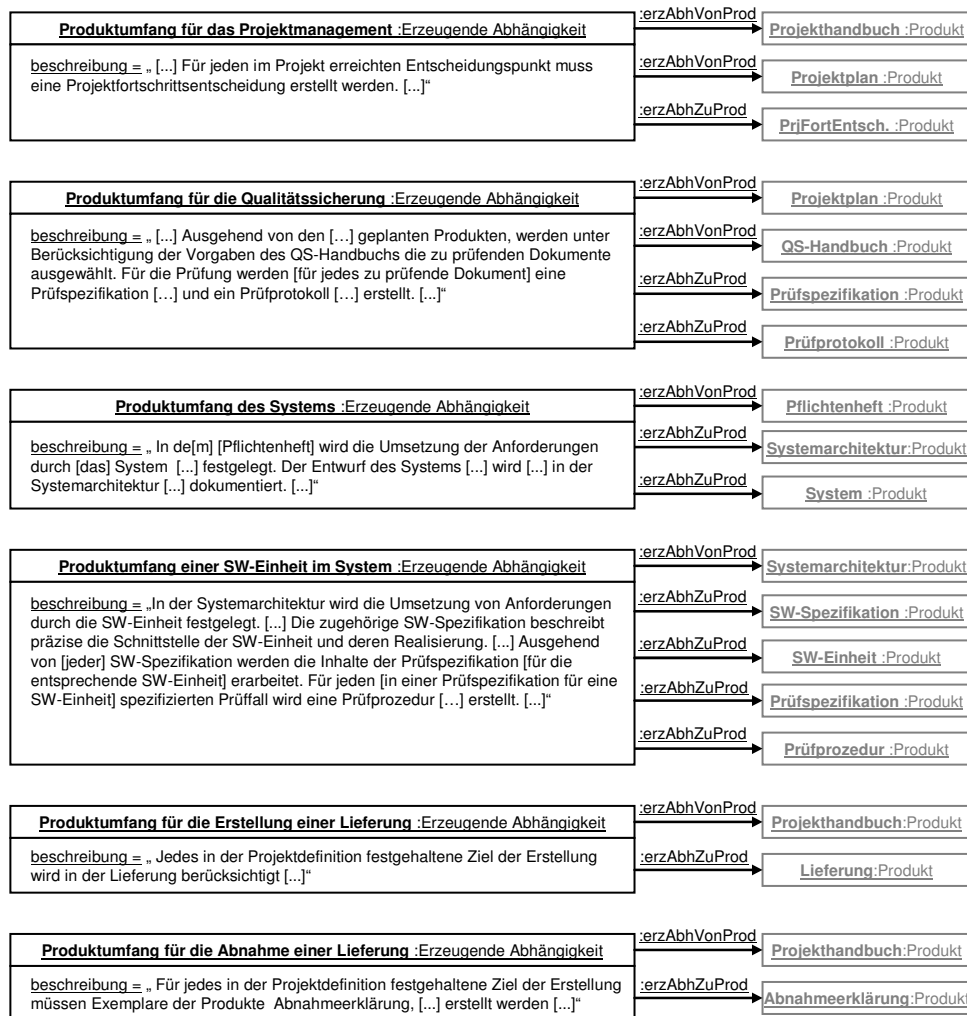 :erzAbhVonProd
Produktumfang für das Projektmanagement :Erzeugende Abhängigkeit
Projekthandbuch :Produkt
beschreibung = „ [...] Für jeden im Projekt erreichten Entscheidungspunkt muss
eine Projektfortschrittsentscheidung erstellt werden. [...]“
:erzAbhVonProd
Projektplan :Produkt
:erzAbhZuProd
PrjFortEntsch. :Produkt
:erzAbhVonProd
Produktumfang für die Qualitätssicherung :Erzeugende Abhängigkeit
Projektplan :Produkt
beschreibung = „ [...] Ausgehend von den […] geplanten Produkten, werden unter
Berücksichtigung der Vorgaben des QS-Handbuchs die zu prüfenden Dokumente
ausgewählt. Für die Prüfung werden [für jedes zu prüfende Dokument] eine
Prüfspezifikation […] und ein Prüfprotokoll […] erstellt. [...]“
:erzAbhVonProd
QS-Handbuch :Produkt
:erzAbhZuProd
Prüfspezifikation :Produkt
:erzAbhZuProd
Prüfprotokoll :Produkt
:erzAbhVonProd
Produktumfang des Systems :Erzeugende Abhängigkeit
Pflichtenheft :Produkt
beschreibung = „ In de[m] [Pflichtenheft] wird die Umsetzung der Anforderungen
durch [das] System [...] festgelegt. Der Entwurf des Systems [...] wird [...] in der
Systemarchitektur [...] dokumentiert. [...]“
:erzAbhZuProd
Systemarchitektur:Produkt
:erzAbhZuProd
System :Produkt
:erzAbhVonProd
Produktumfang einer SW-Einheit im System :Erzeugende Abhängigkeit
Systemarchitektur:Produkt
beschreibung = „In der Systemarchitektur wird die Umsetzung von Anforderungen
durch die SW-Einheit festgelegt. [...] Die zugehörige SW-Spezifikation beschreibt
präzise die Schnittstelle der SW-Einheit und deren Realisierung. [...] Ausgehend
von [jeder] SW-Spezifikation werden die Inhalte der Prüfspezifikation [für die
entsprechende SW-Einheit] erarbeitet. Für jeden [in einer Prüfspezifikation für eine
SW-Einheit] spezifizierten Prüffall wird eine Prüfprozedur […] erstellt. [...]“
:erzAbhZuProd
SW-Spezifikation :Produkt
:erzAbhZuProd
SW-Einheit :Produkt
:erzAbhZuProd
Prüfspezifikation :Produkt
:erzAbhZuProd
Prüfprozedur :Produkt
:erzAbhVonProd
Produktumfang für die Erstellung einer Lieferung :Erzeugende Abhängigkeit
Projekthandbuch:Produkt
beschreibung = „ Jedes in der Projektdefinition festgehaltene Ziel der Erstellung
wird in der Lieferung berücksichtigt [...]“
:erzAbhZuProd
Lieferung:Produkt
:erzAbhVonProd
Produktumfang für die Abnahme einer Lieferung :Erzeugende Abhängigkeit
Projekthandbuch:Produkt
beschreibung = „ Für jedes in der Projektdefinition festgehaltene Ziel der Erstellung
müssen Exemplare der Produkte Abnahmeerklärung, [...] erstellt werden [...]“
:erzAbhZuProd
Abnahmeerklärung:Produkt